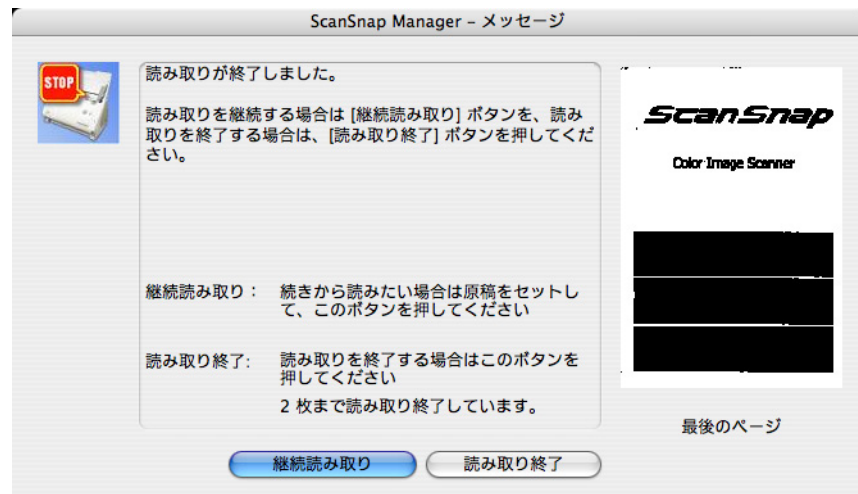 ScanSnap Manager – メッセージ
STOP
読み取りが終了しました。
読み取りを継続する場合は [継続読み取り] ボタンを、読み
取りを終了する場合は、[読み取り終了] ボタンを押してくだ
さい。
継続読み取り： 続きから読みたい場合は原稿をセットし
て、このボタンを押してください
読み取り終了: 読み取りを終了する場合はこのボタンを
押してください
2 枚まで読み取り終了しています。
ScanSnap
Color Image Scanner
最後のページ
継続読み取り 読み取り終了